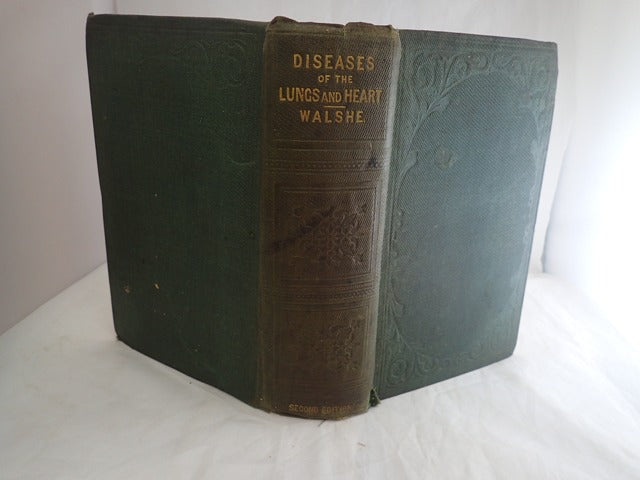 DISEASES
OF THE
LUNGS AND HEART
WALSHE.
SECOND EDITION